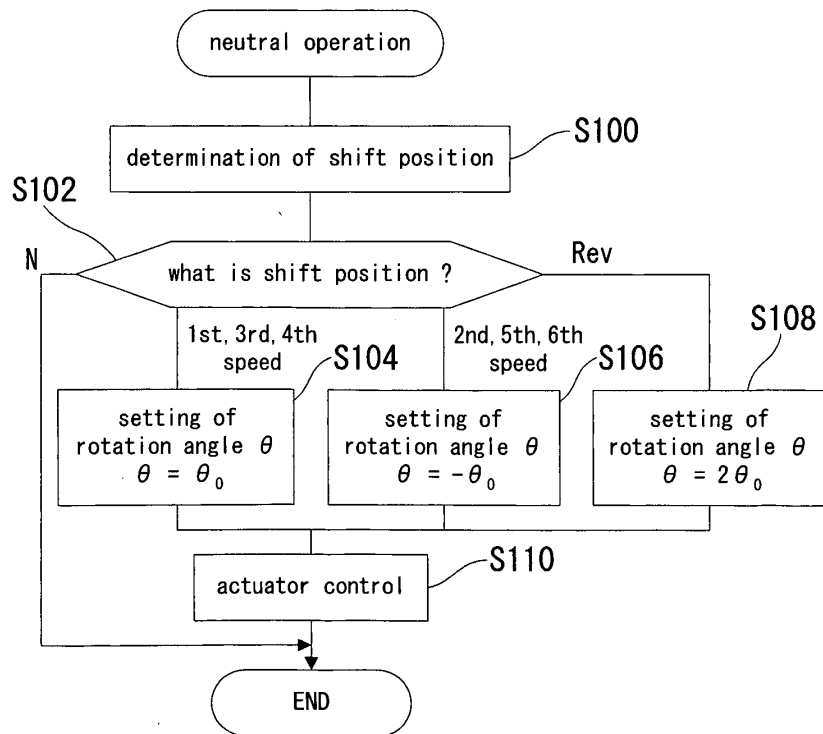 neutral operation
S100
determination of shift position
S102
N
what is shift position ?
Rev
1st, 3rd, 4th
speed
S104
2nd, 5th, 6th
speed
S106
S108
setting of
rotation angle θ
θ = θ₀
setting of
rotation angle θ
θ = -θ₀
setting of
rotation angle θ
θ = 2θ₀
actuator control
S110
END